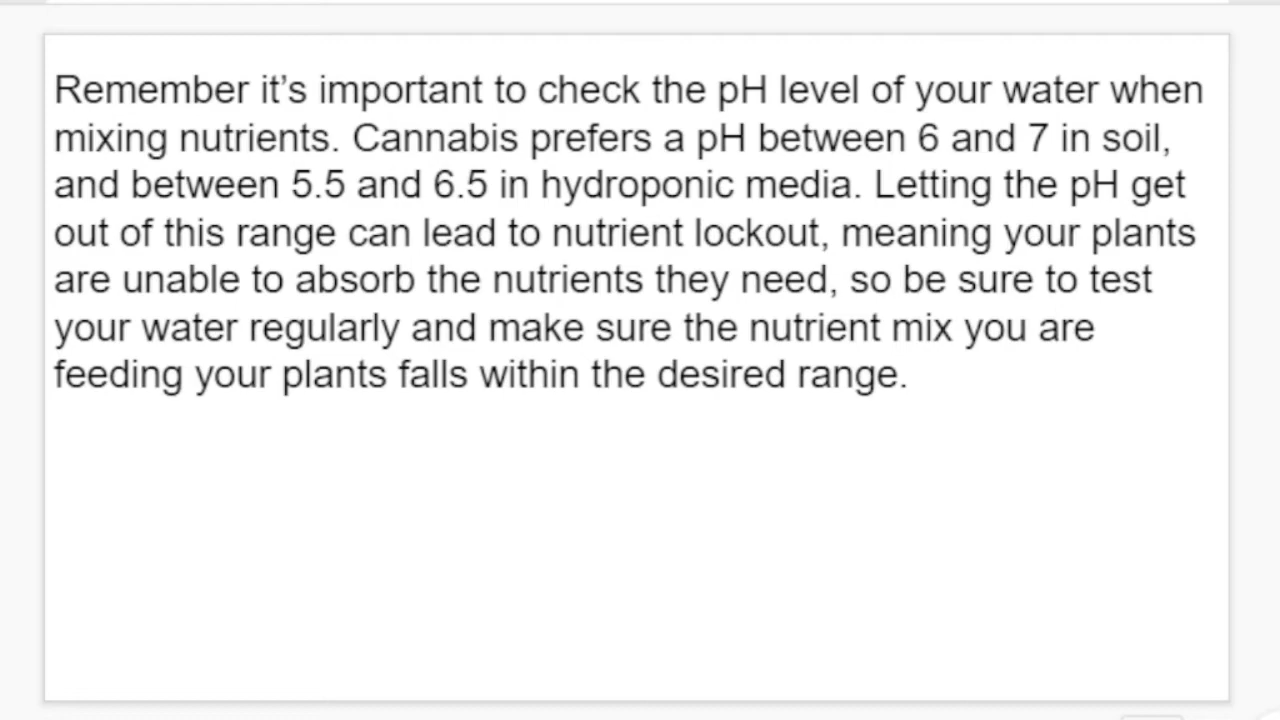 Remember it’s important to check the pH level of your water when
mixing nutrients. Cannabis prefers a pH between 6 and 7 in soil,
and between 5.5 and 6.5 in hydroponic media. Letting the pH get
out of this range can lead to nutrient lockout, meaning your plants
are unable to absorb the nutrients they need, so be sure to test
your water regularly and make sure the nutrient mix you are
feeding your plants falls within the desired range.